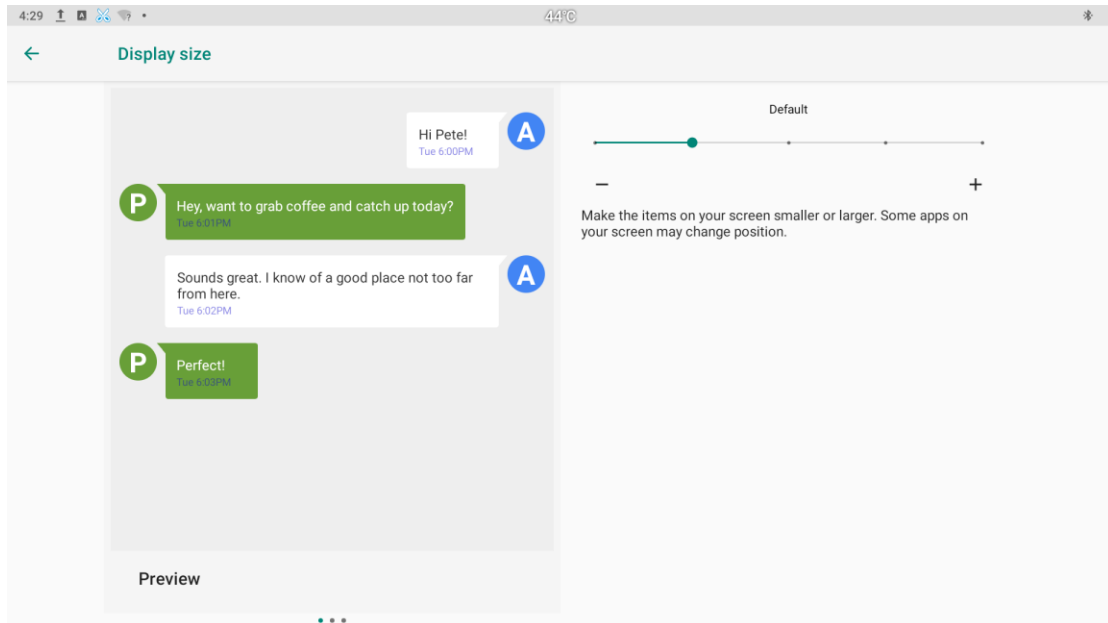 4:29
44°C
Display size
Hi Pete!
Tue 6:00PM
A
P
Hey, want to grab coffee and catch up today?
Tue 6:01PM
Sounds great. I know of a good place not too far
from here.
Tue 6:02PM
A
P
Perfect!
Tue 6:03PM
Preview
Default
− +
Make the items on your screen smaller or larger. Some apps on
your screen may change position.